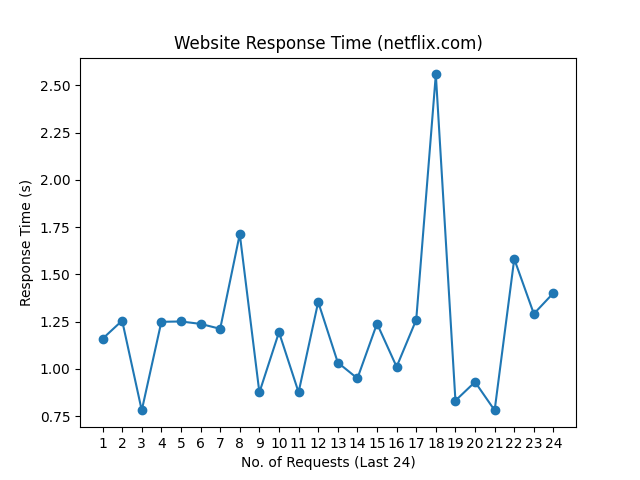 Website Response Time (netflix.com)
Response Time (s)
2.50
2.25
2.00
1.75
1.50
1.25
1.00
0.75
1 2 3 4 5 6 7 8 9 10 11 12 13 14 15 16 17 18 19 20 21 22 23 24
No. of Requests (Last 24)